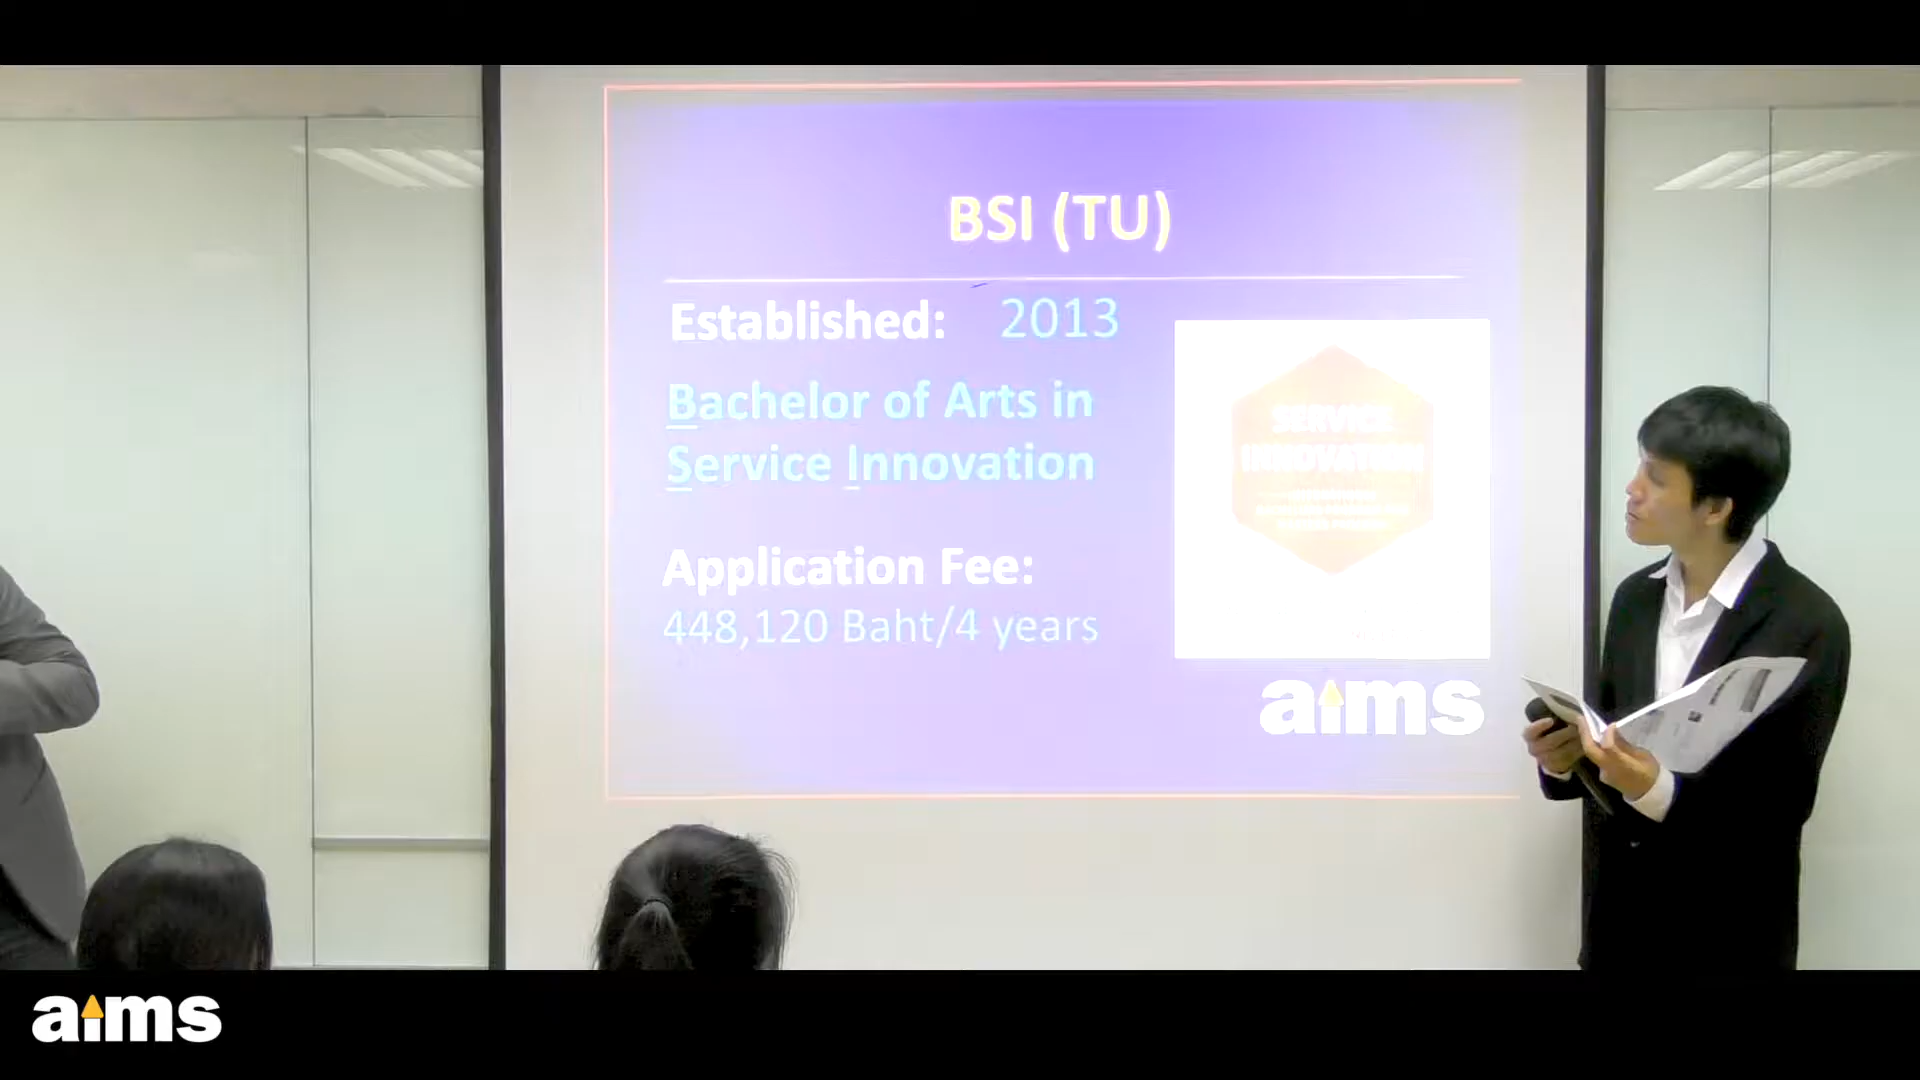 BSI (TU)
Established: 2013
Bachelor of Arts in
Service Innovation
SERVICE
INNOVATION
Application Fee:
448,120 Baht/4 years
aims
aims